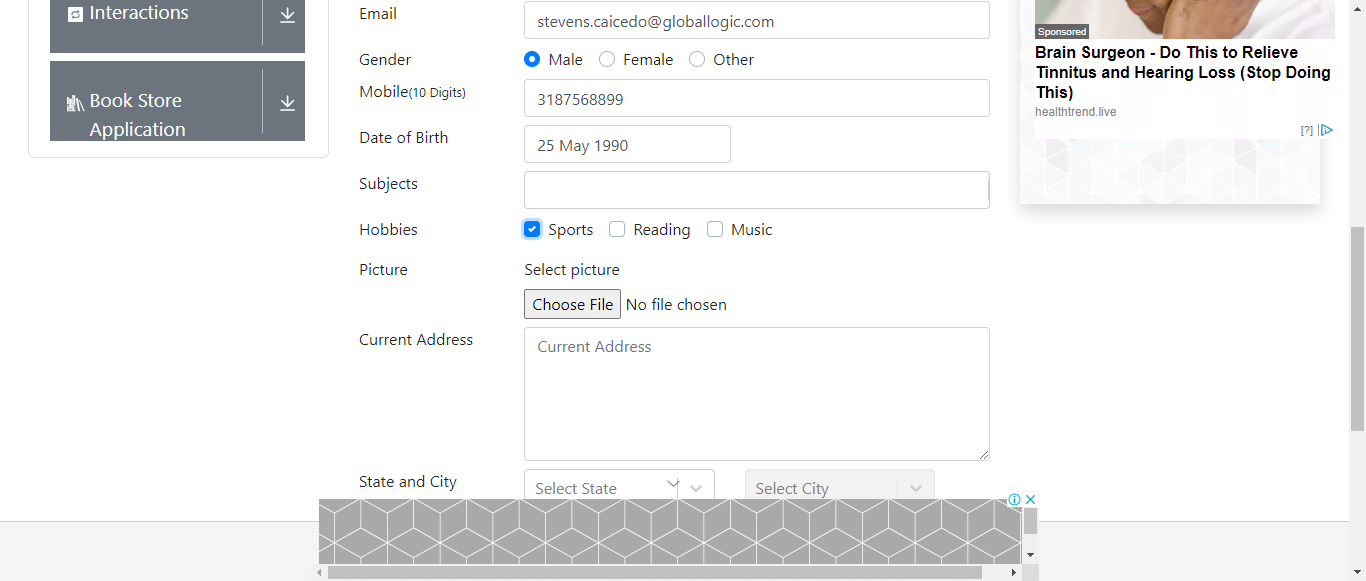 Interactions
Book Store
Application
Email
stevens.caicedo@globallogic.com
Gender
Male Female Other
Mobile(10 Digits)
3187568899
Date of Birth
25 May 1990
Subjects
Hobbies
Sports Reading Music
Picture
Select picture
Choose File No file chosen
Current Address
Current Address
State and City
Select State
Select City
Sponsored
Brain Surgeon - Do This to Relieve
Tinnitus and Hearing Loss (Stop Doing
This)
healthtrend.live
[?]